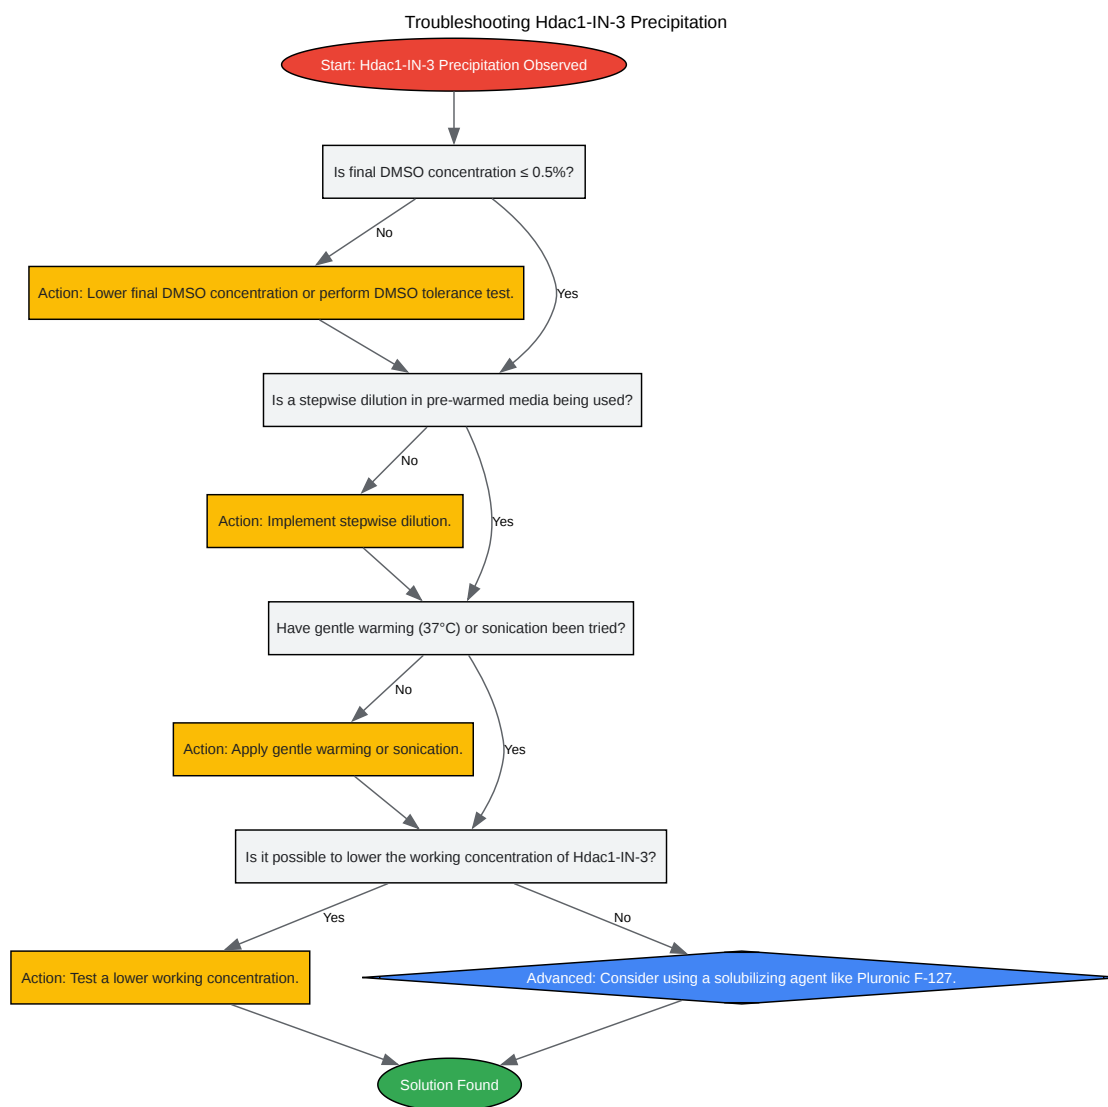 Troubleshooting Hdac1-IN-3 Precipitation
Start: Hdac1-IN-3 Precipitation Observed
Is final DMSO concentration ≤ 0.5%?
No
Yes
Action: Lower final DMSO concentration or perform DMSO tolerance test.
Is a stepwise dilution in pre-warmed media being used?
No
Yes
Action: Implement stepwise dilution.
Have gentle warming (37°C) or sonication been tried?
No
Yes
Action: Apply gentle warming or sonication.
Is it possible to lower the working concentration of Hdac1-IN-3?
Yes
No
Action: Test a lower working concentration.
Advanced: Consider using a solubilizing agent like Pluronic F-127.
Solution Found